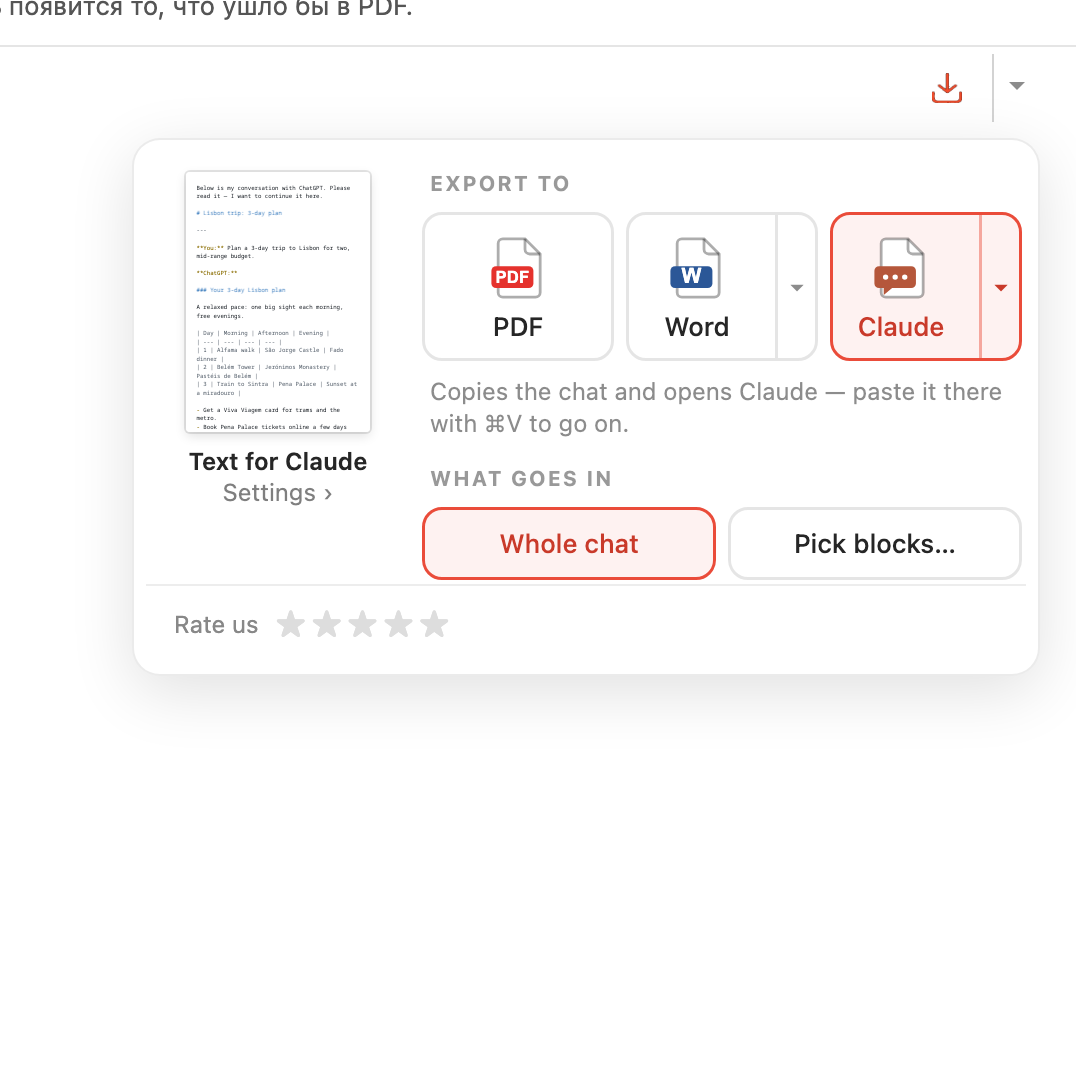 появится то, что ушло бы в PDF.
Below is my conversation with ChatGPT. Please
read it — I want to continue it here.
# Lisbon trip: 3-day plan
---
**You:** Plan a 3-day trip to Lisbon for two,
mid-range budget.
**ChatGPT:**
### Your 3-day Lisbon plan
A relaxed pace: one big sight each morning,
free evenings.
| Day | Morning | Afternoon | Evening |
| --- | --- | --- | --- |
| 1 | Alfama walk | São Jorge Castle | Fado
dinner |
| 2 | Belém Tower | Jerónimos Monastery |
Pastéis de Belém |
| 3 | Train to Sintra | Pena Palace | Sunset at
a miradouro |
- Get a Viva Viagem card for trams and the
metro.
- Book Pena Palace tickets online a few days
Text for Claude
Settings ›
EXPORT TO
PDF
PDF
W
Word
Claude
Copies the chat and opens Claude — paste it there
with ⌘V to go on.
WHAT GOES IN
Whole chat
Pick blocks...
Rate us